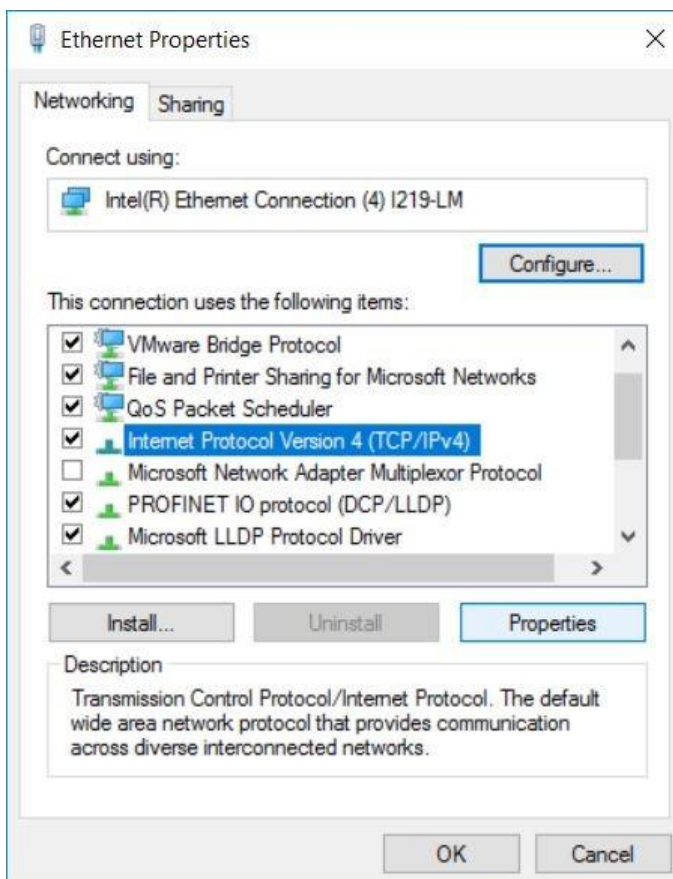 Ethernet Properties
Networking
Sharing
Connect using:
Intel(R) Ethernet Connection (4) I219-LM
Configure...
This connection uses the following items:
VMware Bridge Protocol
File and Printer Sharing for Microsoft Networks
QoS Packet Scheduler
Internet Protocol Version 4 (TCP/IPv4)
Microsoft Network Adapter Multiplexor Protocol
PROFINET IO protocol (DCP/LLDP)
Microsoft LLDP Protocol Driver
Install...
Uninstall
Properties
Description
Transmission Control Protocol/Internet Protocol. The default
wide area network protocol that provides communication
across diverse interconnected networks.
OK
Cancel